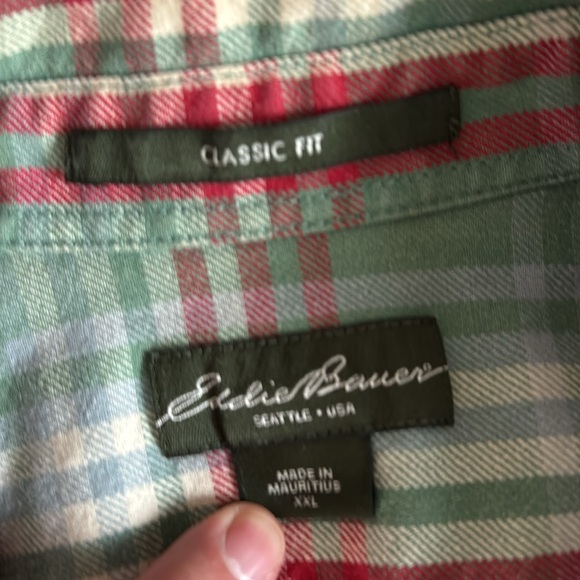 CLASSIC FIT
Eddie Bauer
SEATTLE • USA
MADE IN
MAURITIUS
XXL